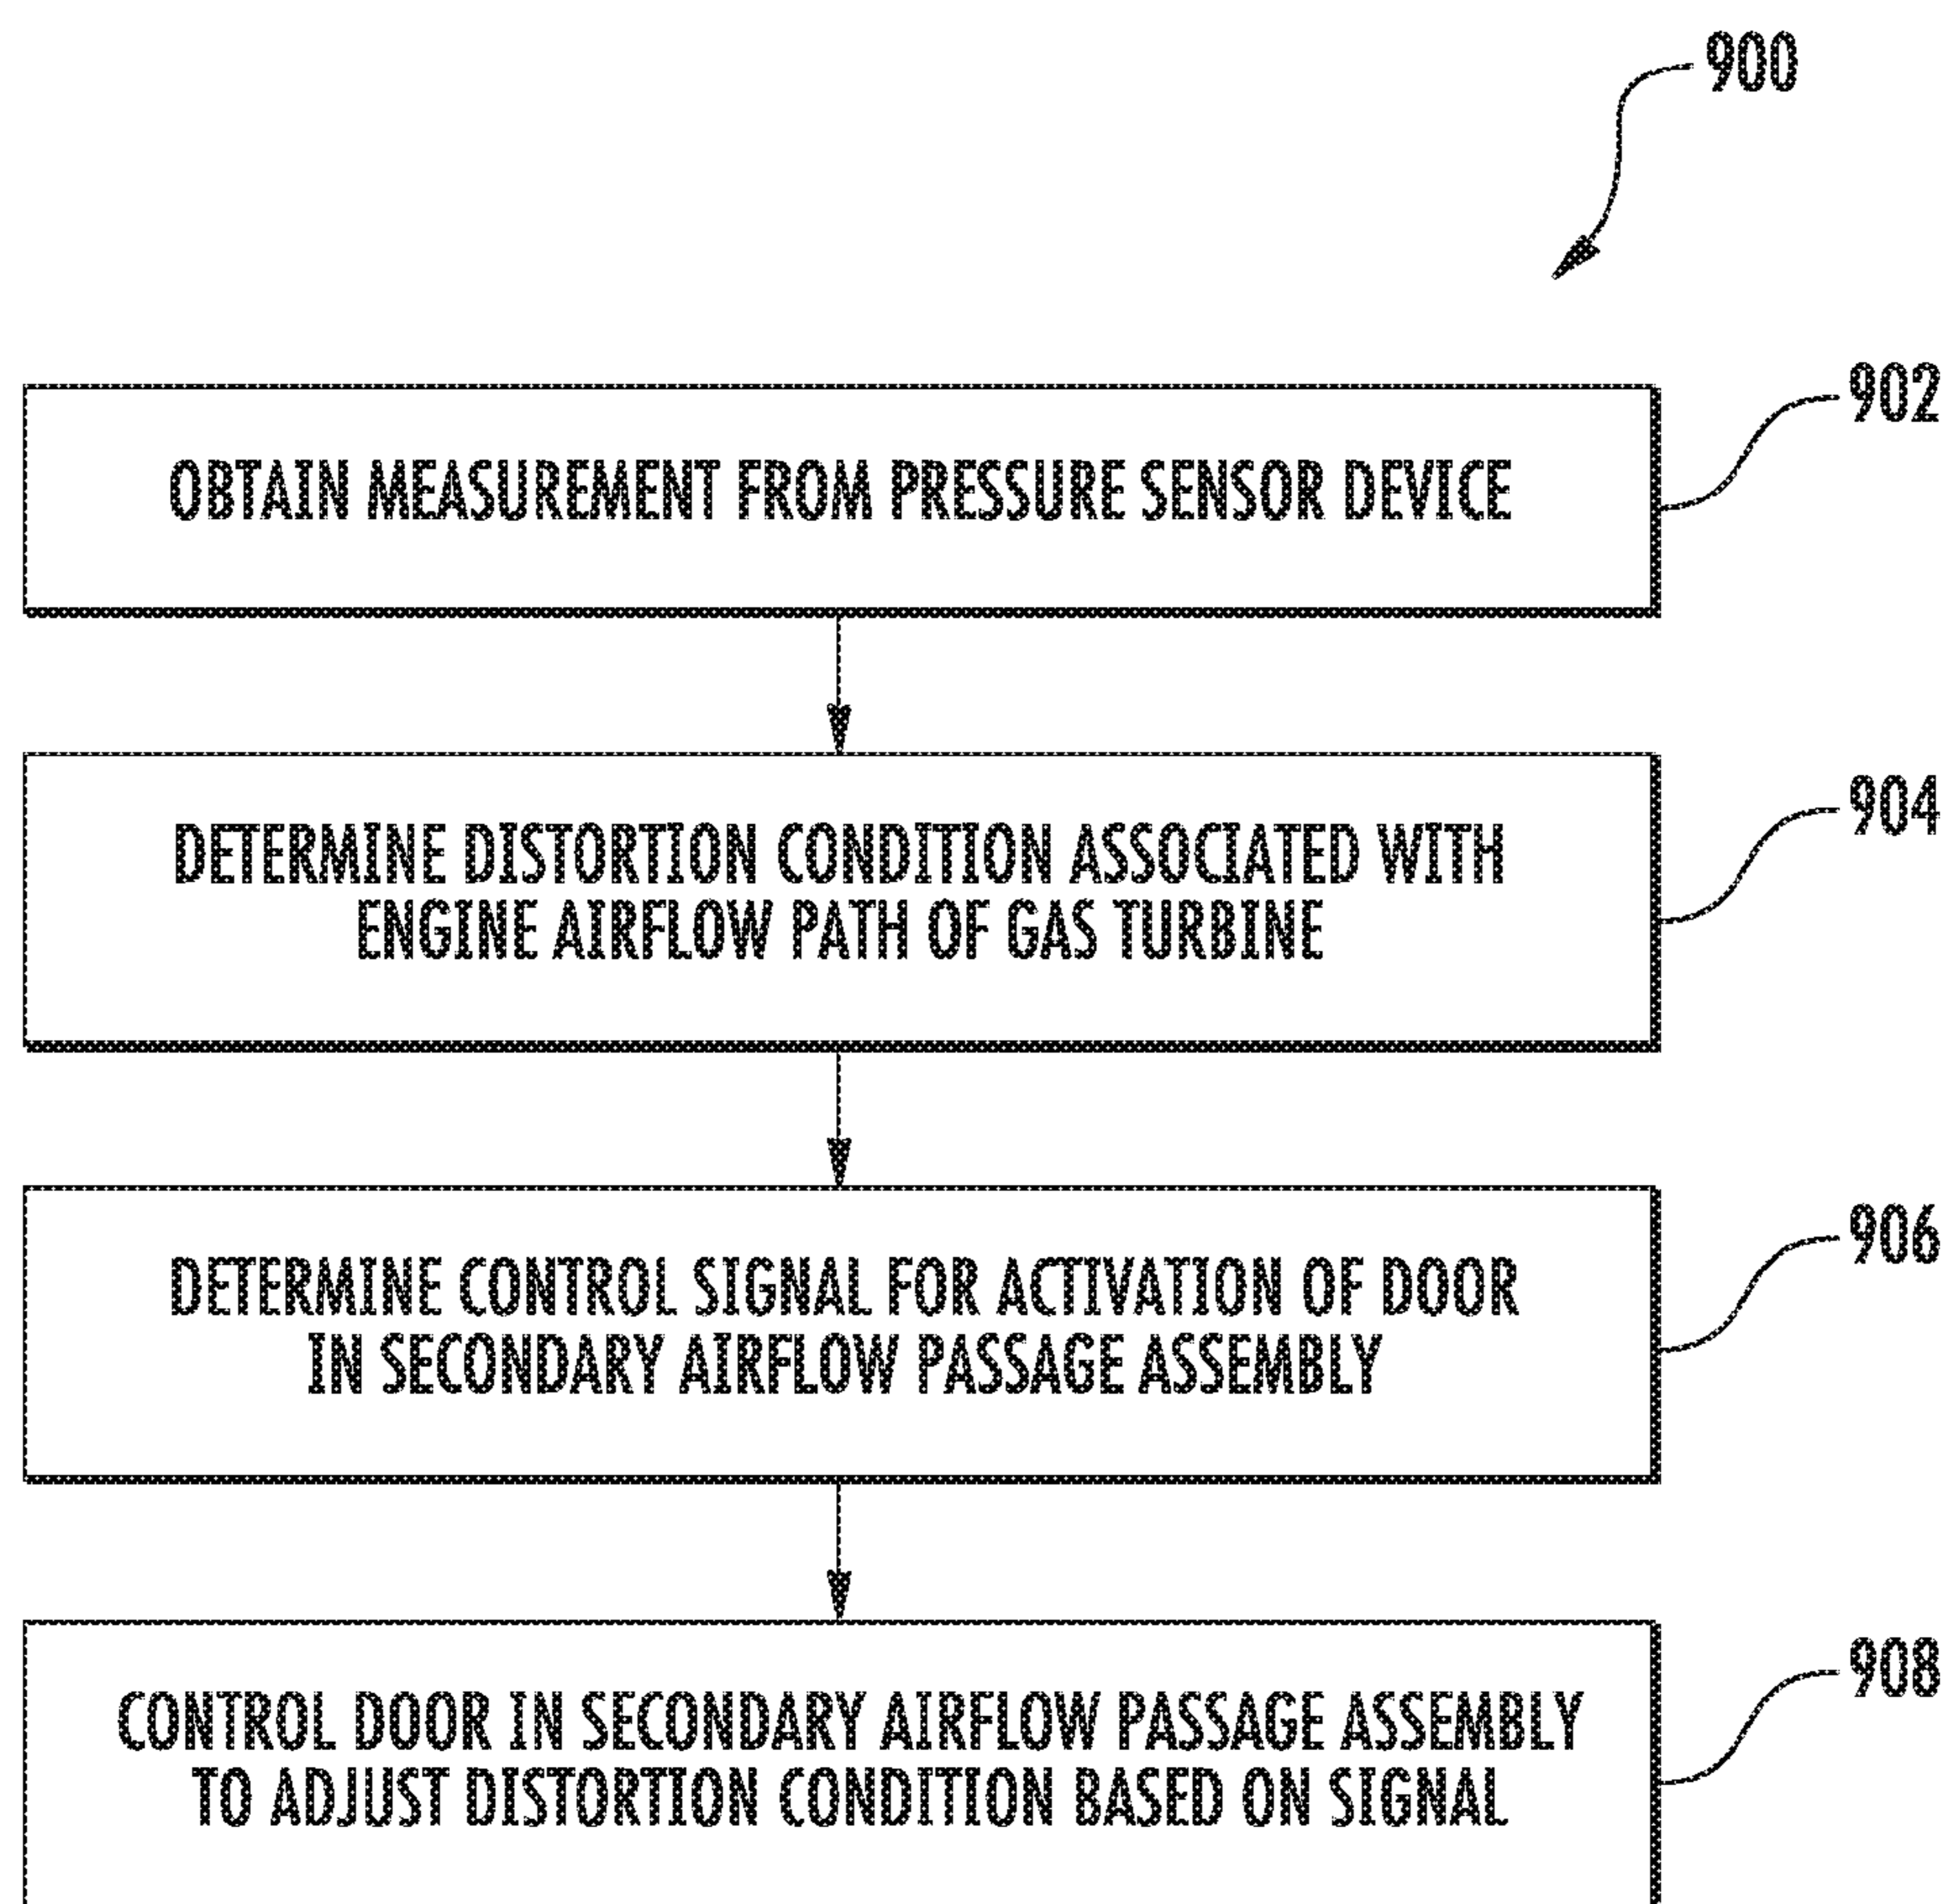 900
902
OBTAIN MEASUREMENT FROM PRESSURE SENSOR DEVICE
904
DETERMINE DISTORTION CONDITION ASSOCIATED WITH
ENGINE AIRFLOW PATH OF GAS TURBINE
906
DETERMINE CONTROL SIGNAL FOR ACTIVATION OF DOOR
IN SECONDARY AIRFLOW PASSAGE ASSEMBLY
908
CONTROL DOOR IN SECONDARY AIRFLOW PASSAGE ASSEMBLY
TO ADJUST DISTORTION CONDITION BASED ON SIGNAL